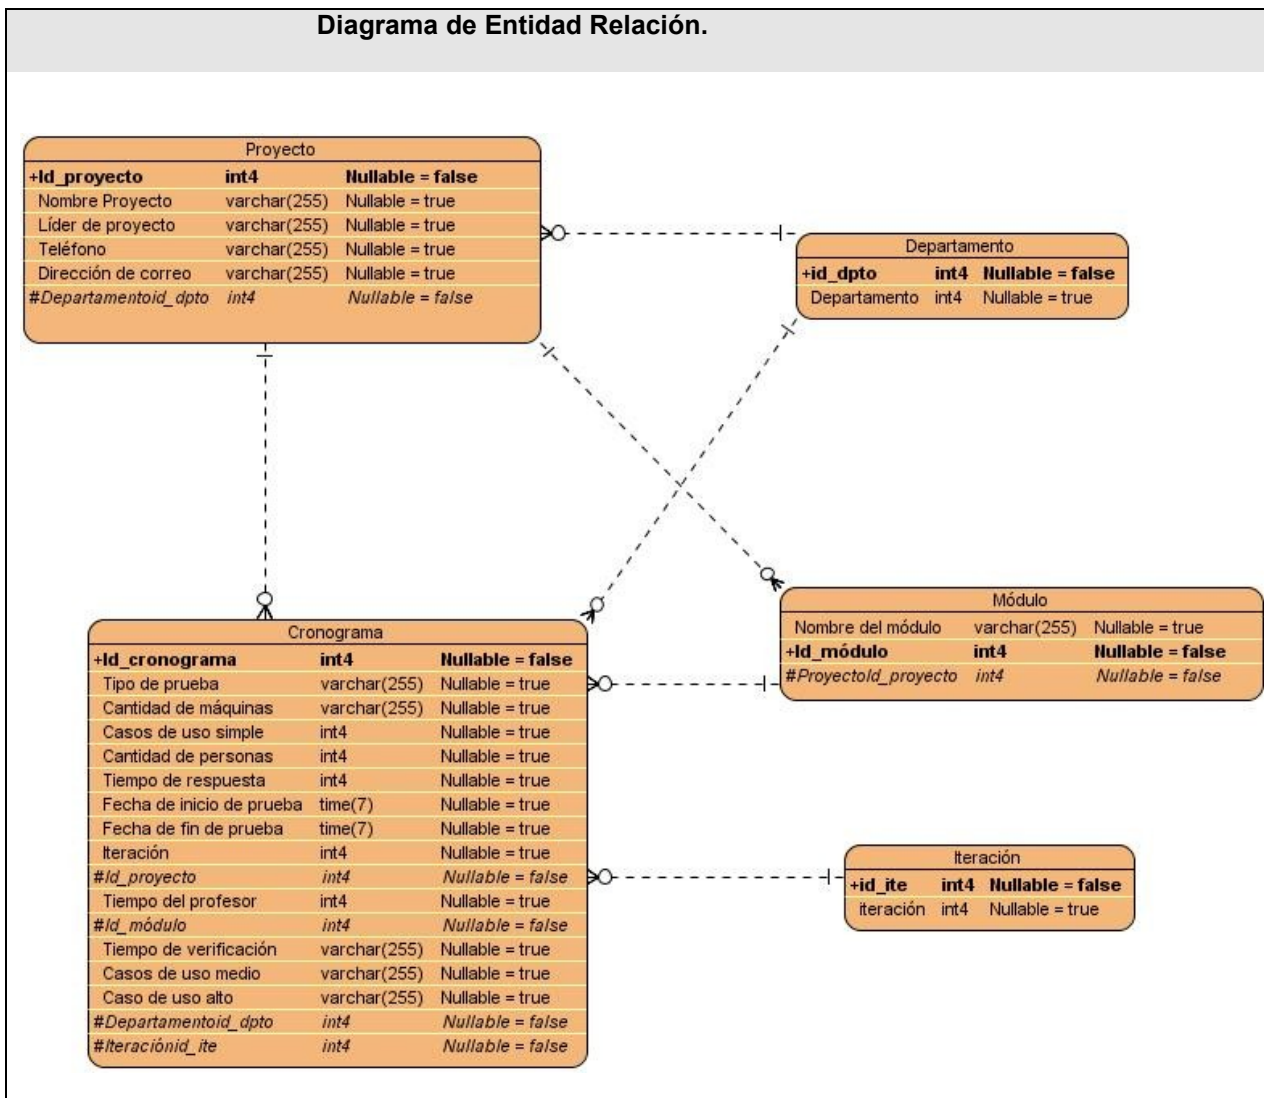 Diagrama de Entidad Relación.
Proyecto
+Id_proyecto int4 Nullable = false
Nombre Proyecto varchar(255) Nullable = true
Líder de proyecto varchar(255) Nullable = true
Teléfono varchar(255) Nullable = true
Dirección de correo varchar(255) Nullable = true
#Departamentoid_dpto int4 Nullable = false
Departamento
+id_dpto int4 Nullable = false
Departamento int4 Nullable = true
Módulo
Nombre del módulo varchar(255) Nullable = true
+Id_módulo int4 Nullable = false
#ProyectoId_proyecto int4 Nullable = false
Cronograma
+Id_cronograma int4 Nullable = false
Tipo de prueba varchar(255) Nullable = true
Cantidad de máquinas varchar(255) Nullable = true
Casos de uso simple int4 Nullable = true
Cantidad de personas int4 Nullable = true
Tiempo de respuesta int4 Nullable = true
Fecha de inicio de prueba time(7) Nullable = true
Fecha de fin de prueba time(7) Nullable = true
Iteración int4 Nullable = true
#Id_proyecto int4 Nullable = false
Tiempo del profesor int4 Nullable = true
#Id_módulo int4 Nullable = false
Tiempo de verificación varchar(255) Nullable = true
Casos de uso medio varchar(255) Nullable = true
Caso de uso alto varchar(255) Nullable = true
#Departamentoid_dpto int4 Nullable = false
#Iteraciónid_ite int4 Nullable = false
Iteración
+id_ite int4 Nullable = false
iteración int4 Nullable = true